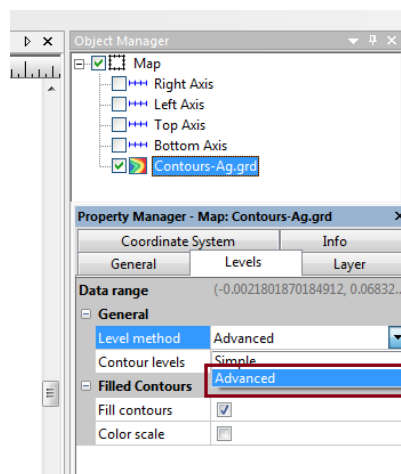 Object Manager
Map
Right Axis
Left Axis
Top Axis
Bottom Axis
Contours-Ag.grd
Property Manager - Map: Contours-Ag.grd
Coordinate System Info
General Levels Layer
Data range (-0.0021801870184912, 0.06832...
General
Level method Advanced
Contour levels Simple
Advanced
Filled Contours
Fill contours
Color scale